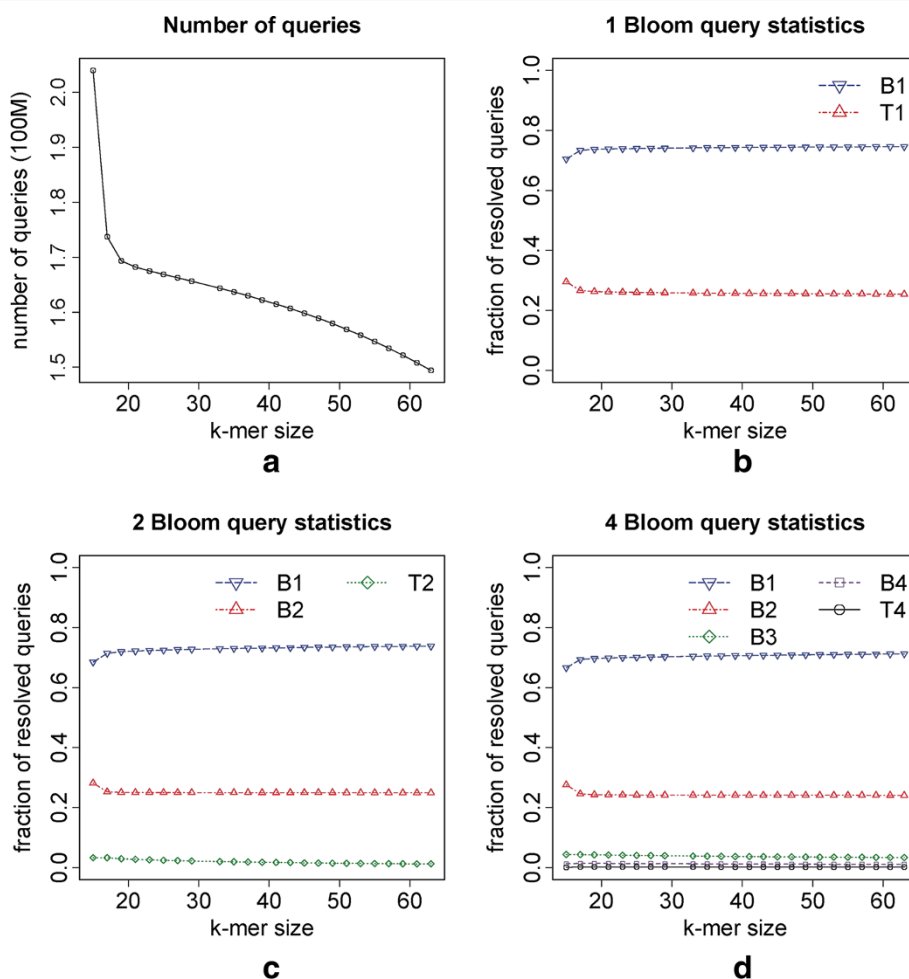 Number of queries
number of queries (100M)
2.0
1.9
1.8
1.7
1.6
1.5
20 30 40 50 60
k-mer size
a
1 Bloom query statistics
fraction of resolved queries
1.0
0.8
0.6
0.4
0.2
0.0
B1
T1
20 30 40 50 60
k-mer size
b
2 Bloom query statistics
fraction of resolved queries
1.0
0.8
0.6
0.4
0.2
0.0
B1 T2
B2
20 30 40 50 60
k-mer size
c
4 Bloom query statistics
fraction of resolved queries
1.0
0.8
0.6
0.4
0.2
0.0
B1 B4
B2 T4
B3
20 30 40 50 60
k-mer size
d